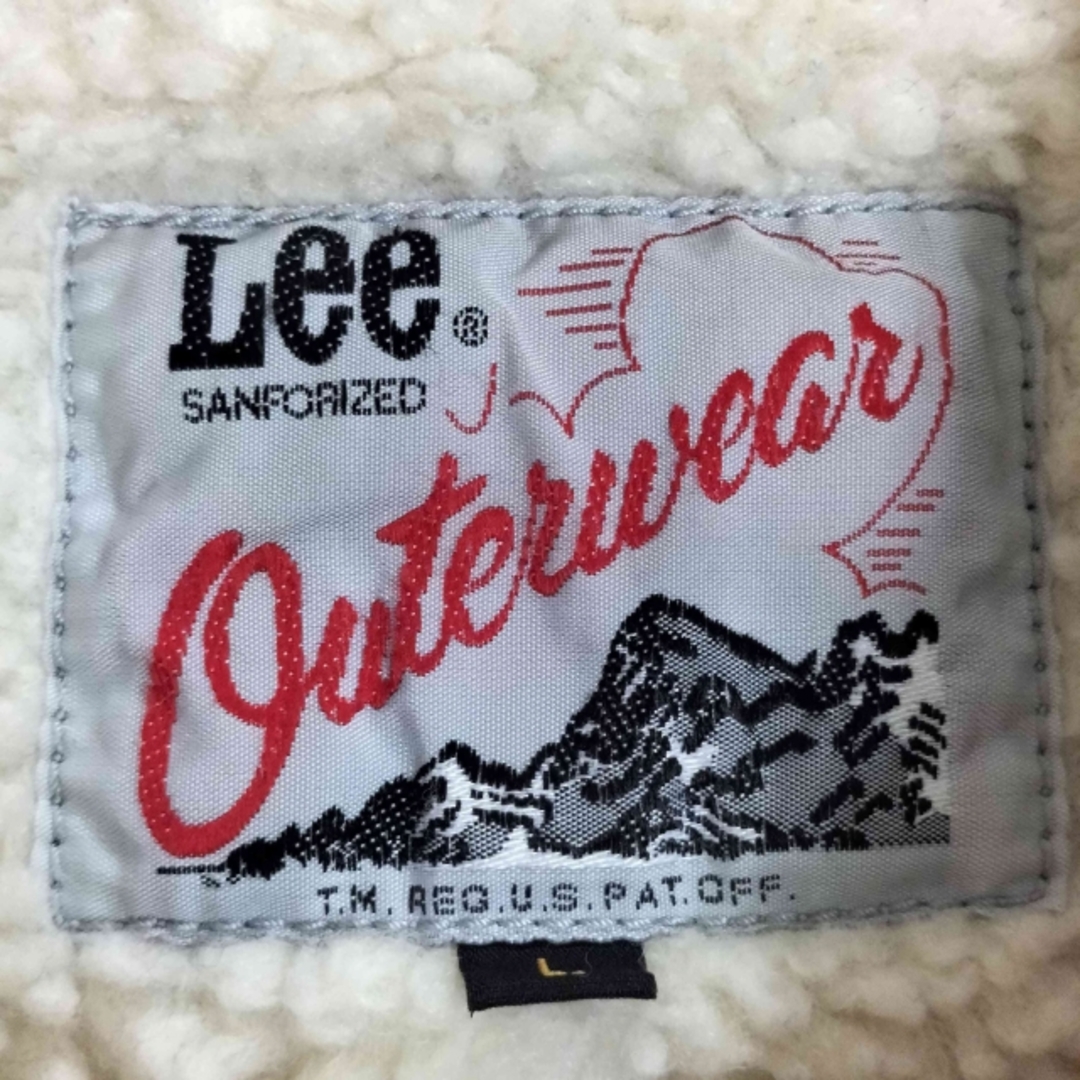 Lee®
SANFORIZED
Outerwear
T.M. REG.U.S.PAT.OFF.
L